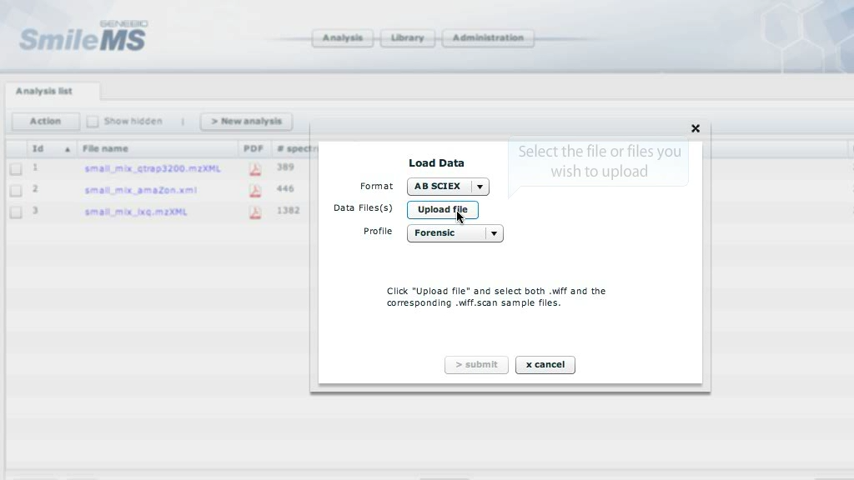 GENEBIO
SmileMS
Analysis
Library
Administration
Analysis list
Action
Show hidden
|
> New analysis
Id
File name
PDF
# spectr
1
small_mix_qtrap3200.mzXML
389
2
small_mix_amaZon.xml
446
3
small_mix_lxq.mzXML
1382
x
Load Data
Select the file or files you
wish to upload
Format
AB SCIEX
Data Files(s)
Upload file
Profile
Forensic
Click "Upload file" and select both .wiff and the
corresponding .wiff.scan sample files.
> submit
x cancel